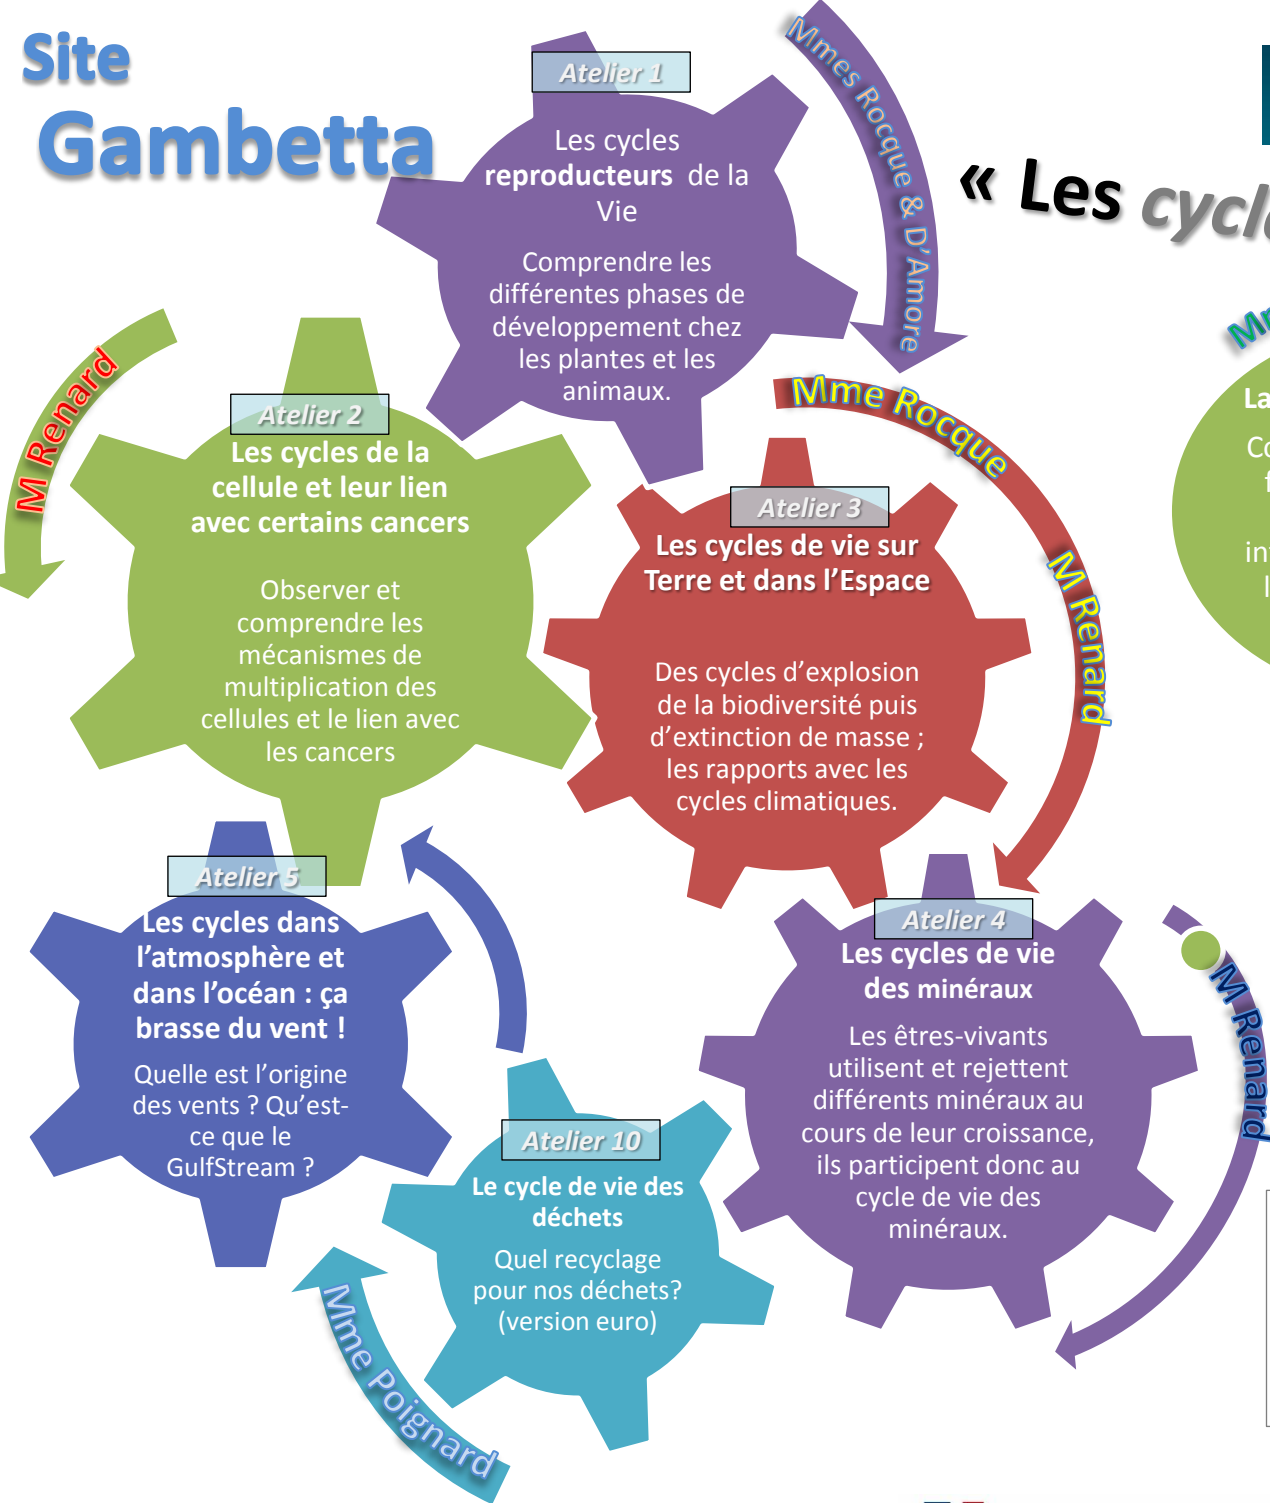 Site
Gambetta
Atelier 1
Les cycles
reproducteurs de la
Vie
Comprendre les
différentes phases de
développement chez
les plantes et les
animaux.
Mmes Rocque & D'Amore
« Les
M Renard
Atelier 2
Les cycles de la
cellule et leur lien
avec certains cancers
Observer et
comprendre les
mécanismes de
multiplication des
cellules et le lien avec
les cancers
Mme Rocque
M Renard
Atelier 3
Les cycles de vie sur
Terre et dans l'Espace
Des cycles d'explosion
de la biodiversité puis
d'extinction de masse ;
les rapports avec les
cycles climatiques.
La
Atelier 5
Les cycles dans
l'atmosphère et
dans l'océan : ça
brasse du vent !
Quelle est l'origine
des vents ? Qu'est-
ce que le
GulfStream ?
Atelier 4
Les cycles de vie
des minéraux
Les êtres-vivants
utilisent et rejettent
différents minéraux au
cours de leur croissance,
ils participent donc au
cycle de vie des
minéraux.
M Renard
Atelier 10
Le cycle de vie des
déchets
Quel recyclage
pour nos déchets?
(version euro)
Mme Poignard